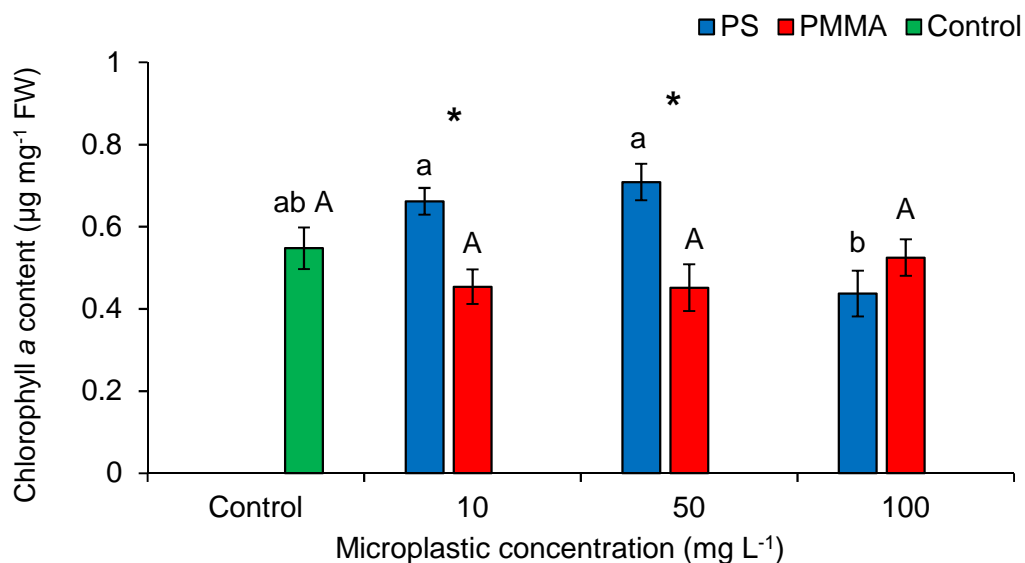 PS PMMA Control
Chlorophyll a content (µg mg⁻¹ FW)
1
0.8
0.6
0.4
0.2
0
* *
a a
ab A A A b A
Control 10 50 100
Microplastic concentration (mg L⁻¹)